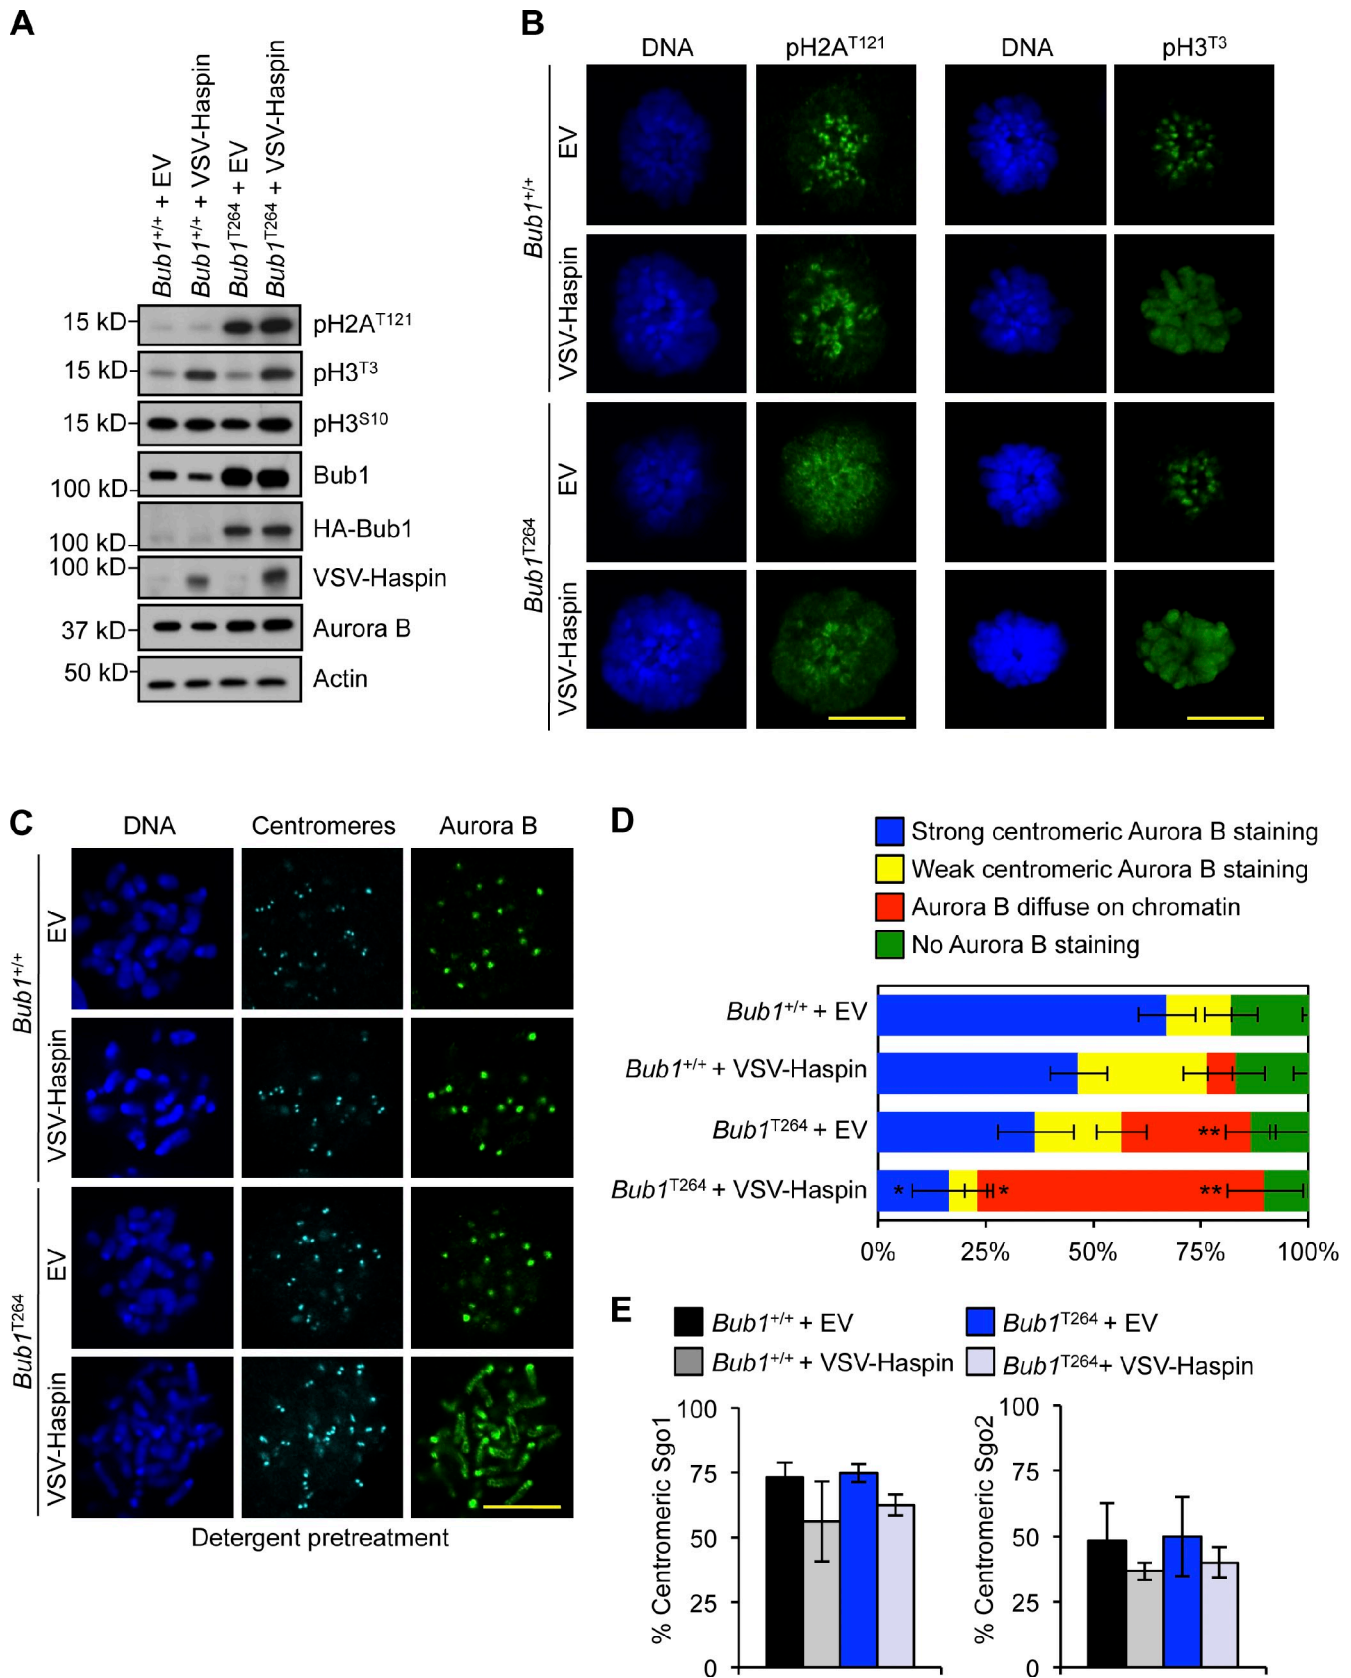 A
Bub1+/+ + EV
Bub1+/+ + VSV-Haspin
Bub1T264 + EV
Bub1T264 + VSV-Haspin
15 kD
pH2AT121
15 kD
pH3T3
15 kD
pH3S10
Bub1
100 kD
HA-Bub1
100 kD
100 kD
VSV-Haspin
37 kD
Aurora B
50 kD
Actin
B
DNA
pH2AT121
DNA
pH3T3
Bub1+/+
EV
VSV-Haspin
Bub1T264
EV
VSV-Haspin
C
DNA
Centromeres
Aurora B
Bub1+/+
EV
VSV-Haspin
Bub1T264
EV
VSV-Haspin
Detergent pretreatment
D
Strong centromeric Aurora B staining
Weak centromeric Aurora B staining
Aurora B diffuse on chromatin
No Aurora B staining
Bub1+/+ + EV
Bub1+/+ + VSV-Haspin
Bub1T264 + EV
**
Bub1T264 + VSV-Haspin
* * **
0% 25% 50% 75% 100%
E
Bub1+/+ + EV
Bub1T264 + EV
Bub1+/+ + VSV-Haspin
Bub1T264+ VSV-Haspin
% Centromeric Sgo1
100
75
50
25
0
% Centromeric Sgo2
100
75
50
25
0